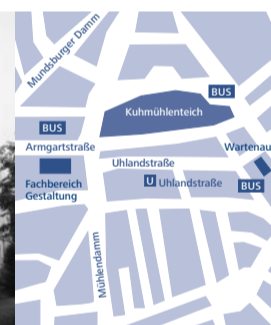 Mundsburger Damm
BUS
Kuhmühlenteich
BUS
Armgartstraße
Wartenau
Uhlandstraße
Fachbereich
Gestaltung
U Uhlandstraße
BUS
Mühlendamm